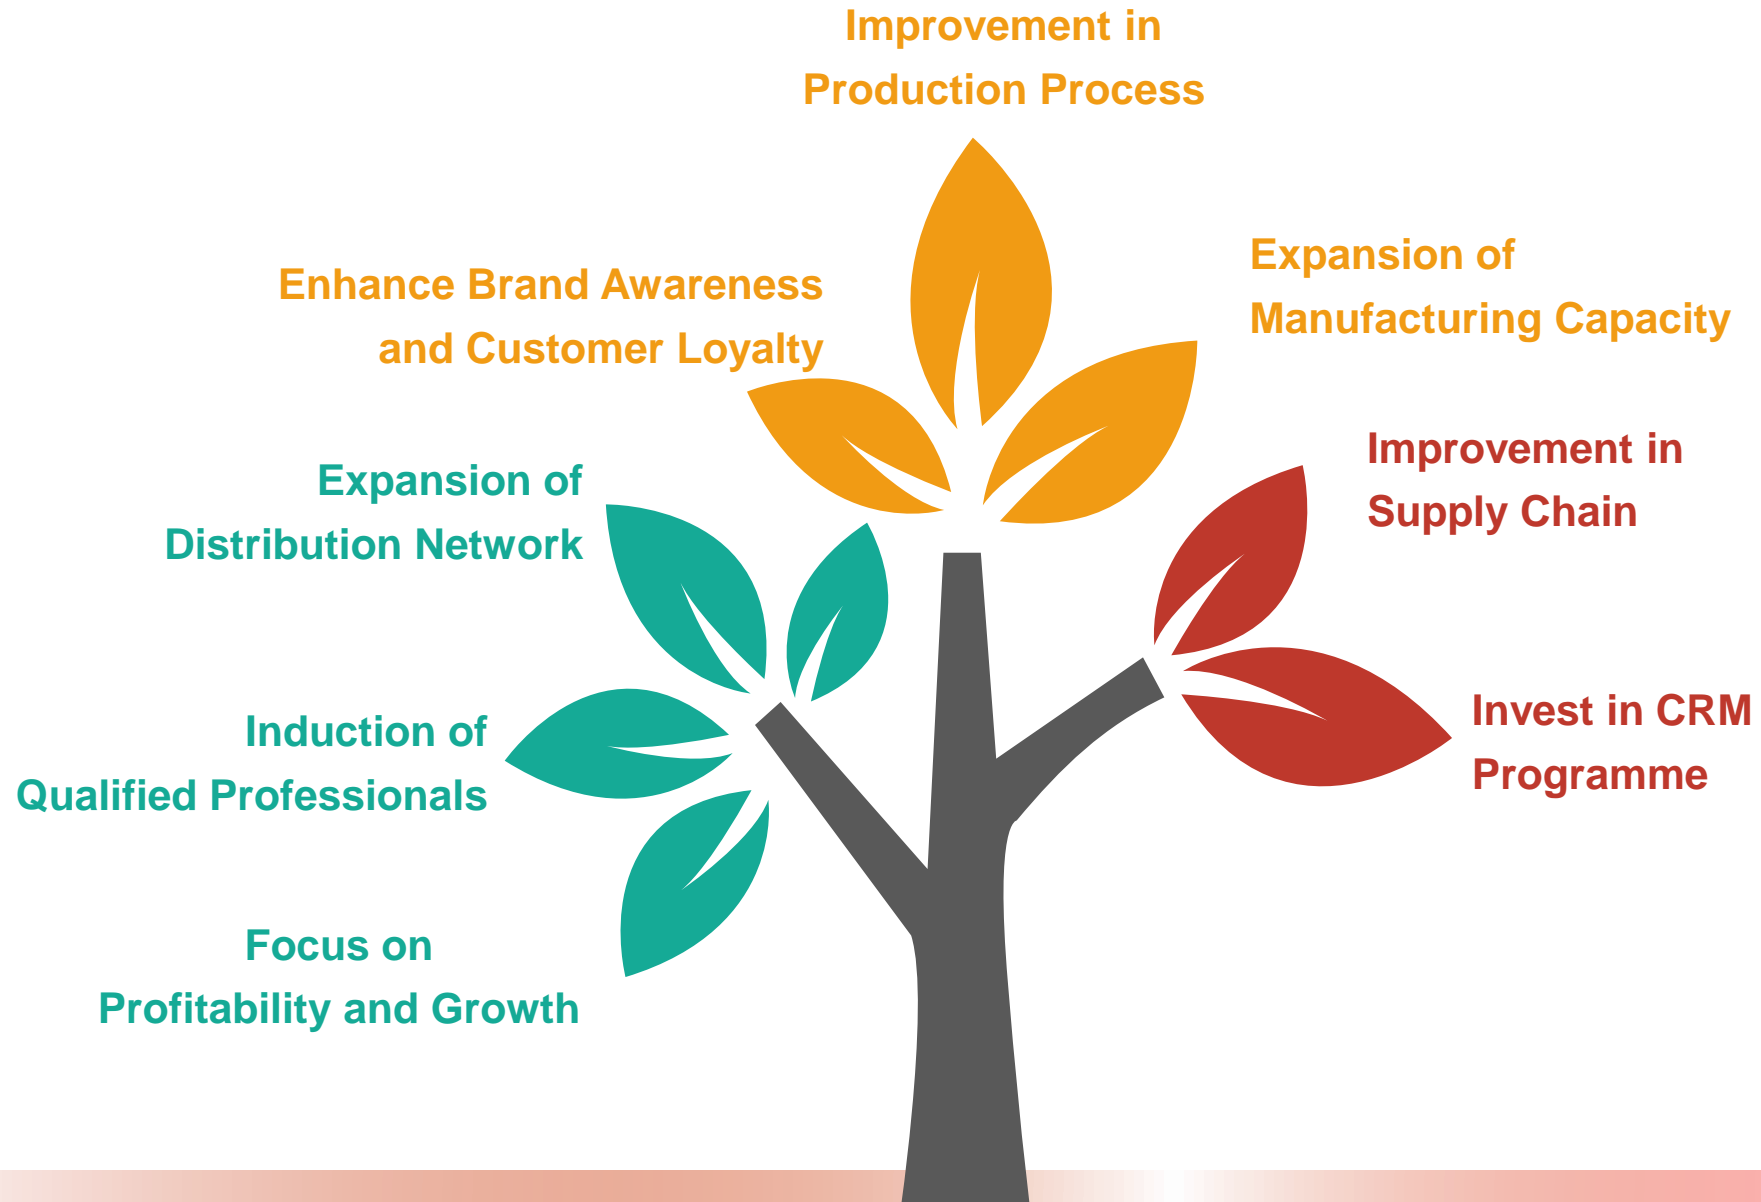 Improvement in
Production Process
Enhance Brand Awareness
and Customer Loyalty
Expansion of
Manufacturing Capacity
Expansion of
Distribution Network
Improvement in
Supply Chain
Induction of
Qualified Professionals
Invest in CRM
Programme
Focus on
Profitability and Growth